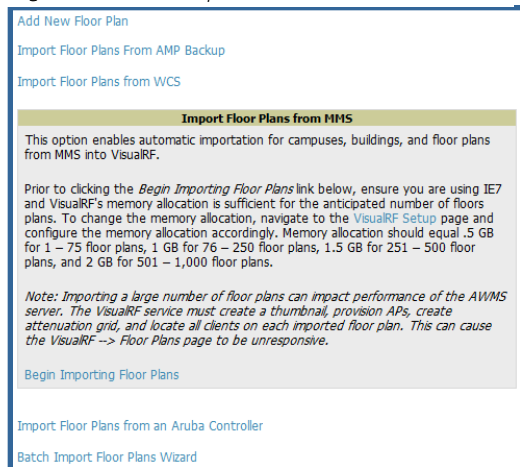 Add New Floor Plan
Import Floor Plans From AMP Backup
Import Floor Plans from WCS
Import Floor Plans from MMS
This option enables automatic importation for campuses, buildings, and floor plans
from MMS into VisualRF.
Prior to clicking the Begin Importing Floor Plans link below, ensure you are using IE7
and VisualRF's memory allocation is sufficient for the anticipated number of floors
plans. To change the memory allocation, navigate to the VisualRF Setup page and
configure the memory allocation accordingly. Memory allocation should equal .5 GB
for 1 – 75 floor plans, 1 GB for 76 – 250 floor plans, 1.5 GB for 251 – 500 floor
plans, and 2 GB for 501 – 1,000 floor plans.
Note: Importing a large number of floor plans can impact performance of the AWMS
server. The VisualRF service must create a thumbnail, provision APs, create
attenuation grid, and locate all clients on each imported floor plan. This can cause
the VisualRF --> Floor Plans page to be unresponsive.
Begin Importing Floor Plans
Import Floor Plans from an Aruba Controller
Batch Import Floor Plans Wizard